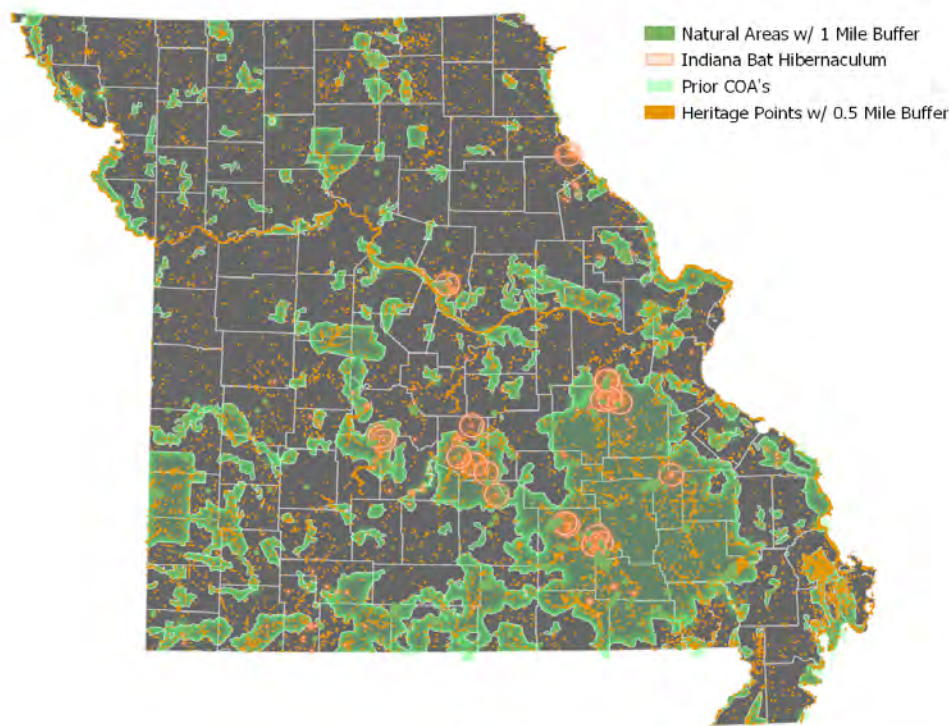 Natural Areas w/ 1 Mile Buffer
Indiana Bat Hibernaculum
Prior COA's
Heritage Points w/ 0.5 Mile Buffer